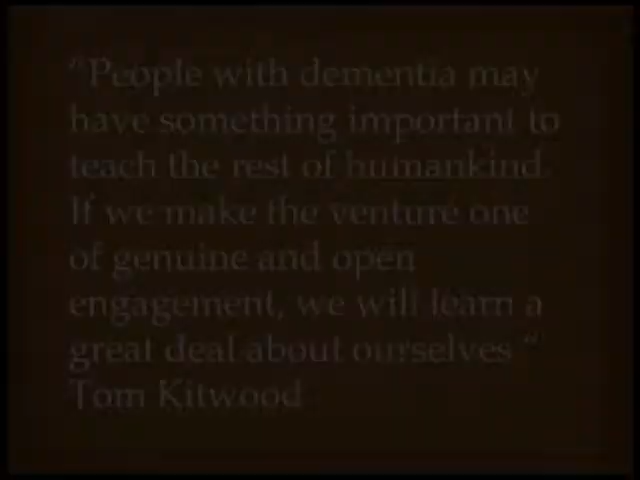 “People with dementia may
have something important to
teach the rest of humankind.
If we make the venture one
of genuine and open
engagement, we will learn a
great deal about ourselves “
Tom Kitwood